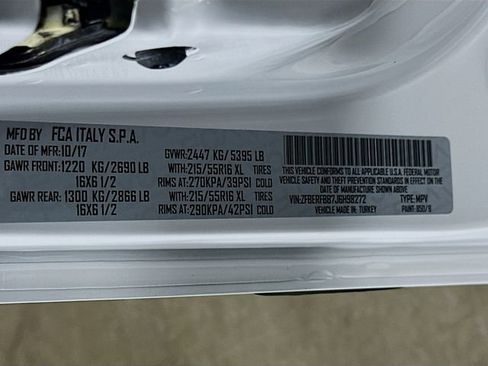 MFD BY FCA ITALY S.P.A.
DATE OF MFR:10/17 GVWR:2447 KG/5395 LB
GAWR FRONT:1220 KG/2690 LB WITH:215/55R16 XL TIRES
16X6 1/2 RIMS AT:270KPA/39PSI COLD
GAWR REAR: 1300 KG/2866 LB WITH:215/55R16 XL TIRES
16X6 1/2 RIMS AT:290KPA/42PSI COLD
THIS VEHICLE CONFORMS TO ALL APPLICABLE FEDERAL MOTOR
VEHICLE SAFETY STANDARDS IN EFFECT ON THE
DATE OF MANUFACTURE SHOWN ABOVE
VIN:ZFBERFBB7J6H98272 TYPE: MPV
VEHICLE MADE IN: TURKEY PAINT: 050/B